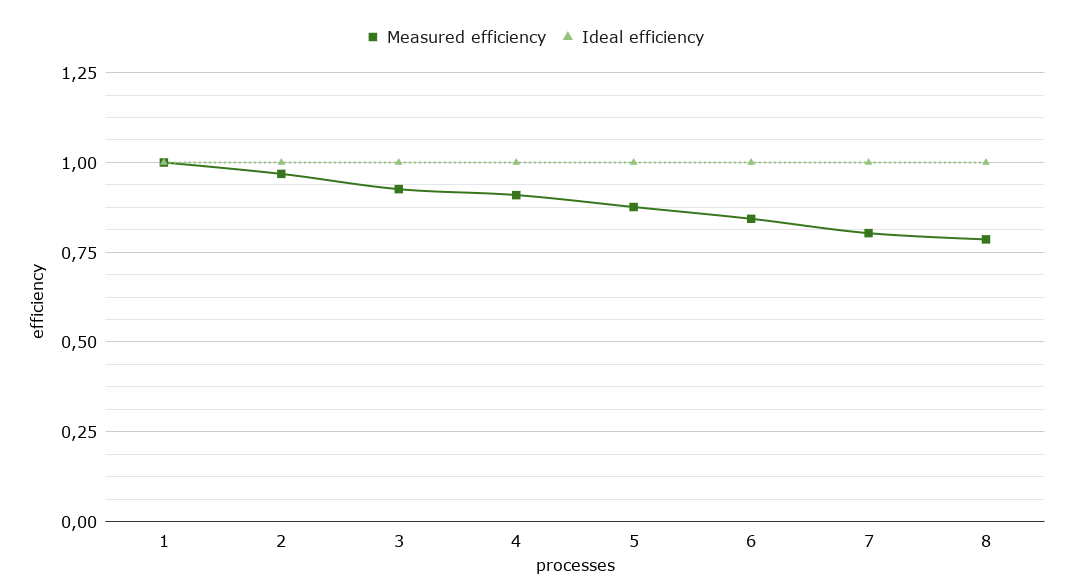 Measured efficiency Ideal efficiency
1,25
1,00
0,75
0,50
0,25
0,00
efficiency
1 2 3 4 5 6 7 8
processes